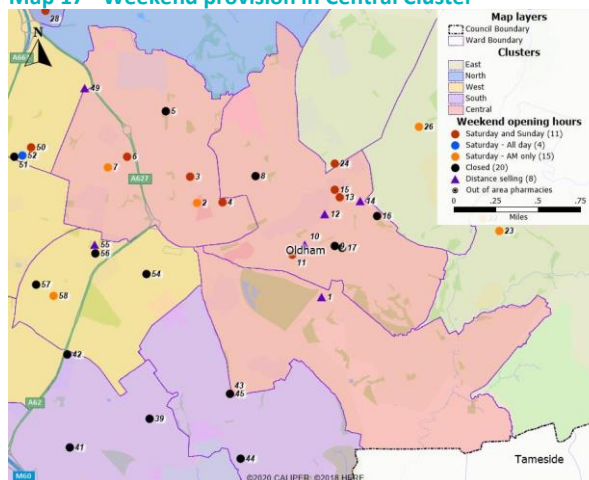 Map 17 - Weekend provision in Central Cluster
Map layers
Council Boundary
Ward Boundary
Clusters
East
North
West
South
Central
Weekend opening hours
Saturday and Sunday (11)
Saturday - All day (4)
Saturday - AM only (15)
Closed (20)
Distance selling (8)
Out of area pharmacies
0 .25 .5 .75
Miles
N
28
A663
49
5
26
50
52
51
6
7
A627
3
8
24
2
4
15
13
14
12
16
23
Oldham
10
9
17
11
55
56
54
57
58
1
42
43
45
A62
39
41
44
M60
Tameside
©2020 CALIPER; ©2018 HERE